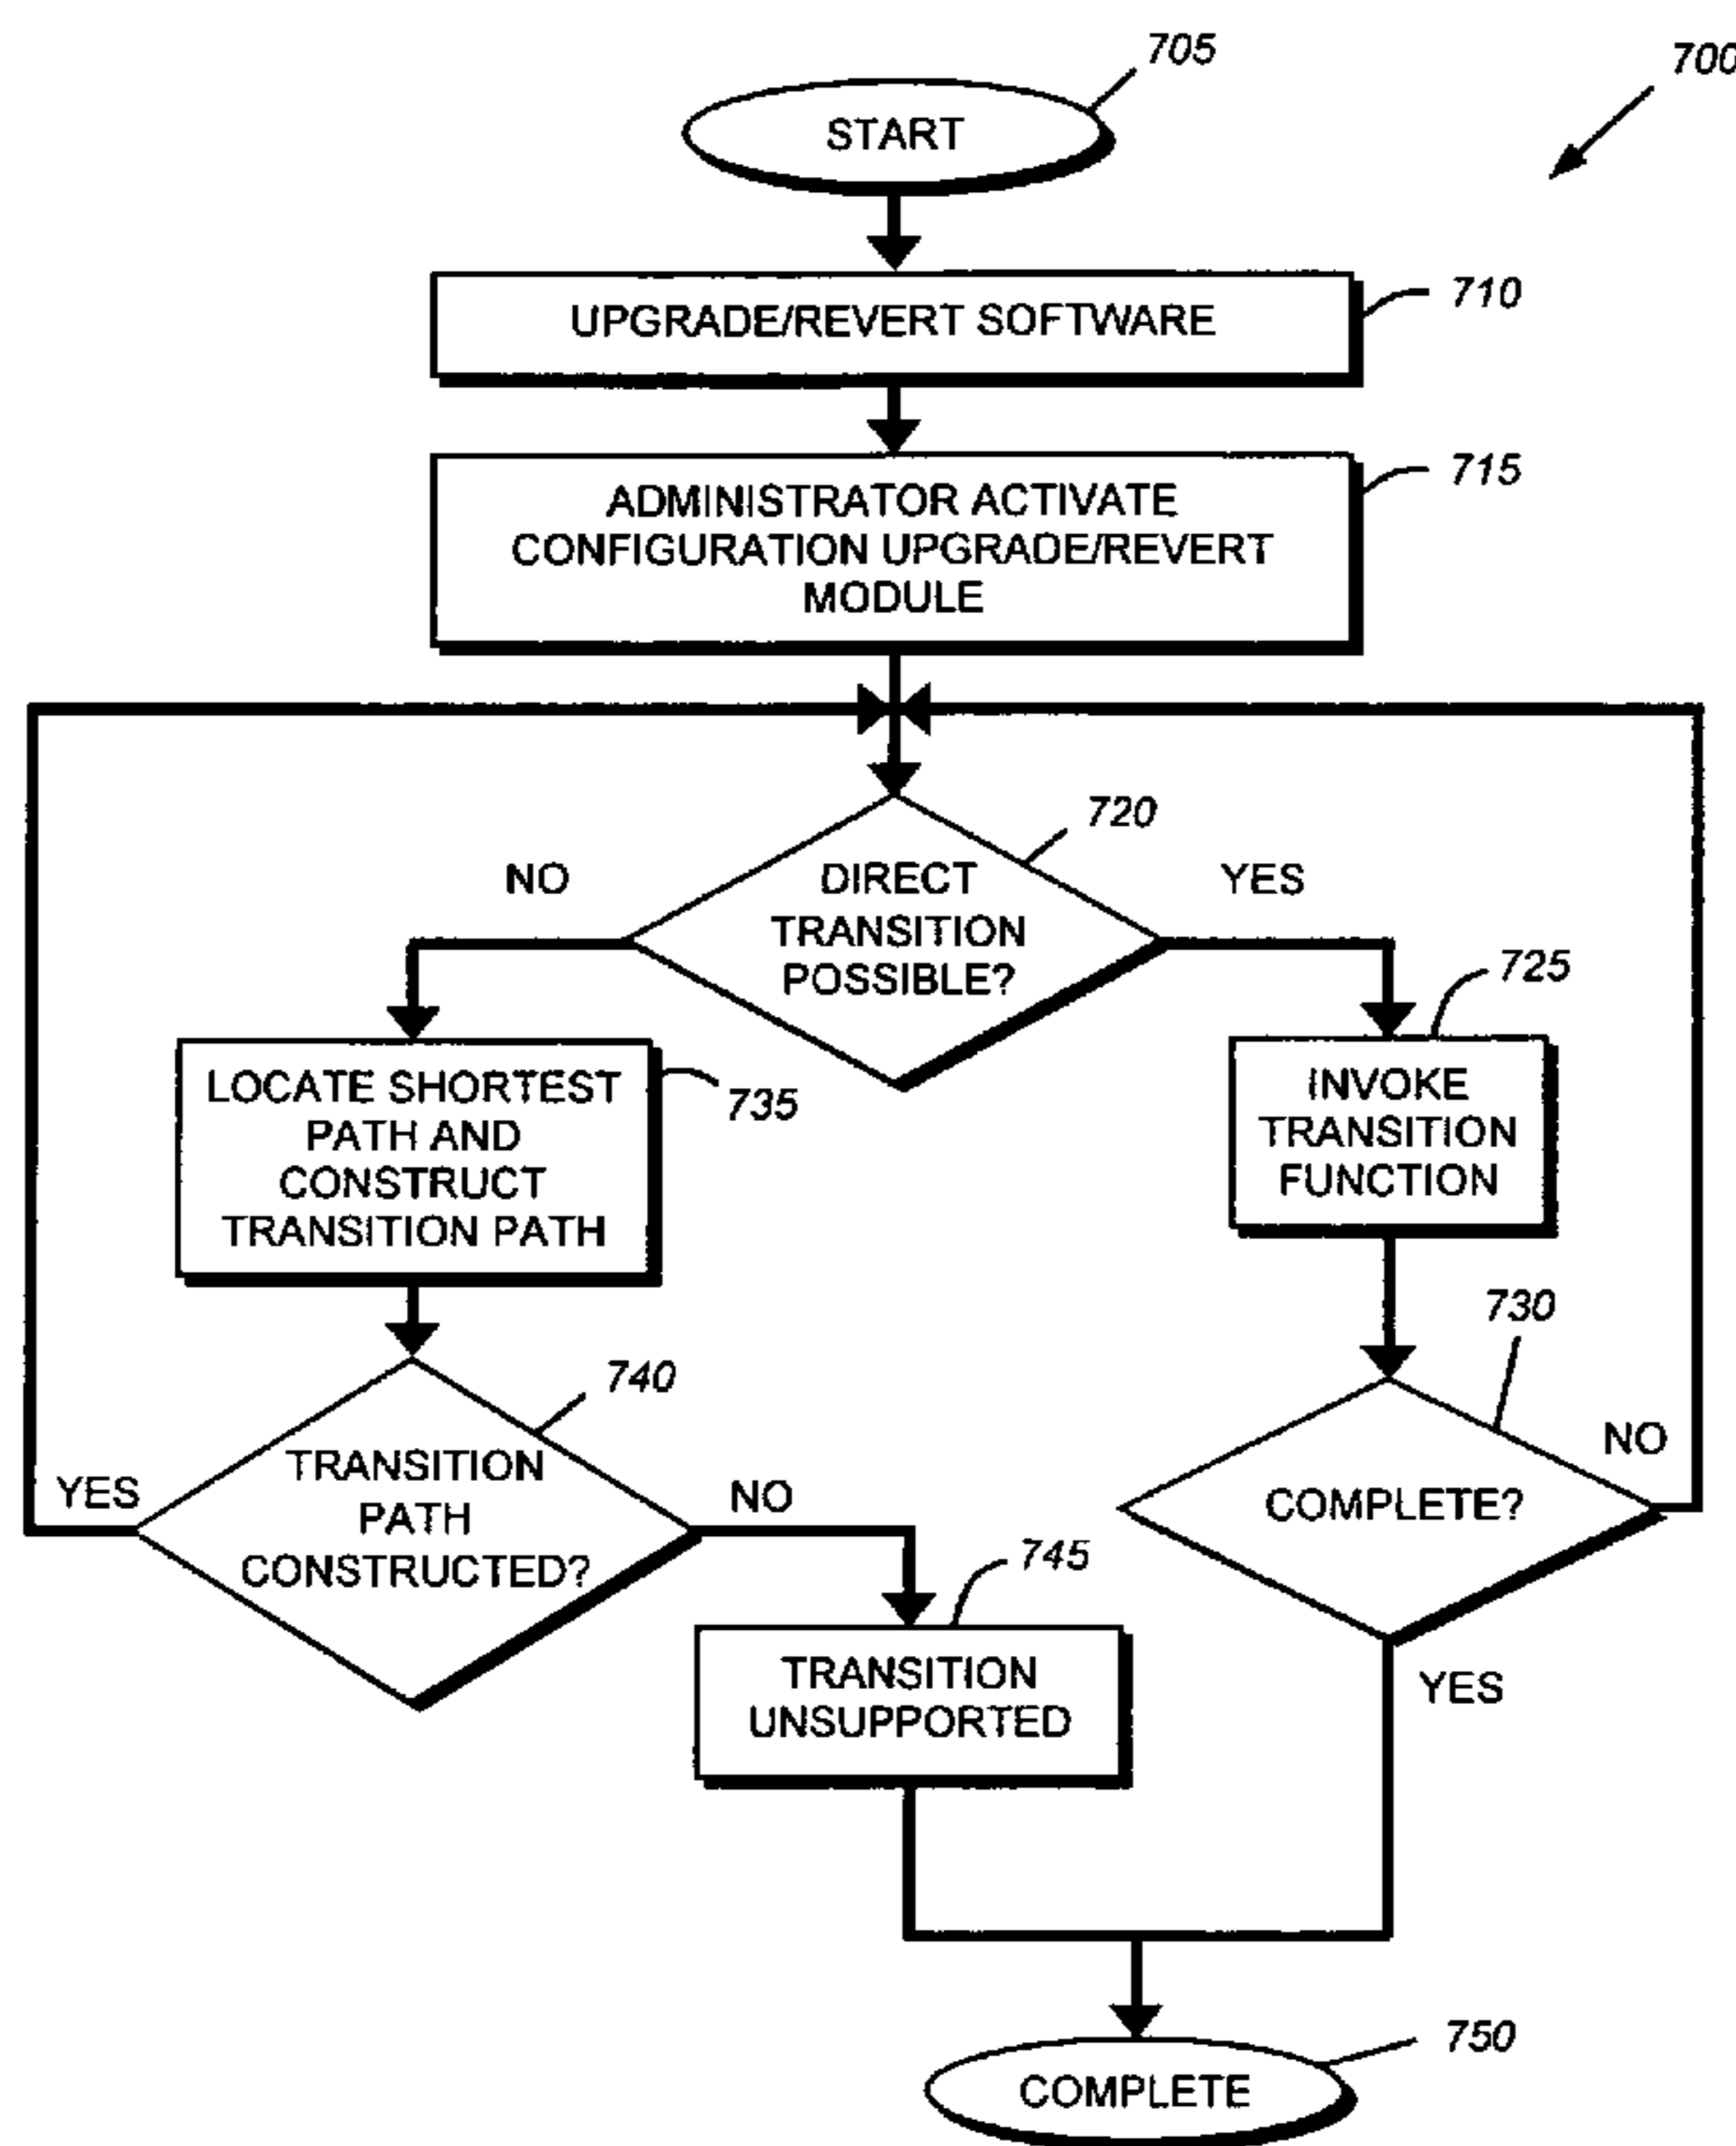 705
700
START
UPGRADE/REVERT SOFTWARE
710
ADMINISTRATOR ACTIVATE
CONFIGURATION UPGRADE/REVERT
MODULE
715
720
NO
DIRECT
TRANSITION
POSSIBLE?
YES
725
LOCATE SHORTEST
PATH AND
CONSTRUCT
TRANSITION PATH
735
INVOKE
TRANSITION
FUNCTION
730
740
YES
TRANSITION
PATH
CONSTRUCTED?
NO
COMPLETE?
NO
745
TRANSITION
UNSUPPORTED
YES
750
COMPLETE